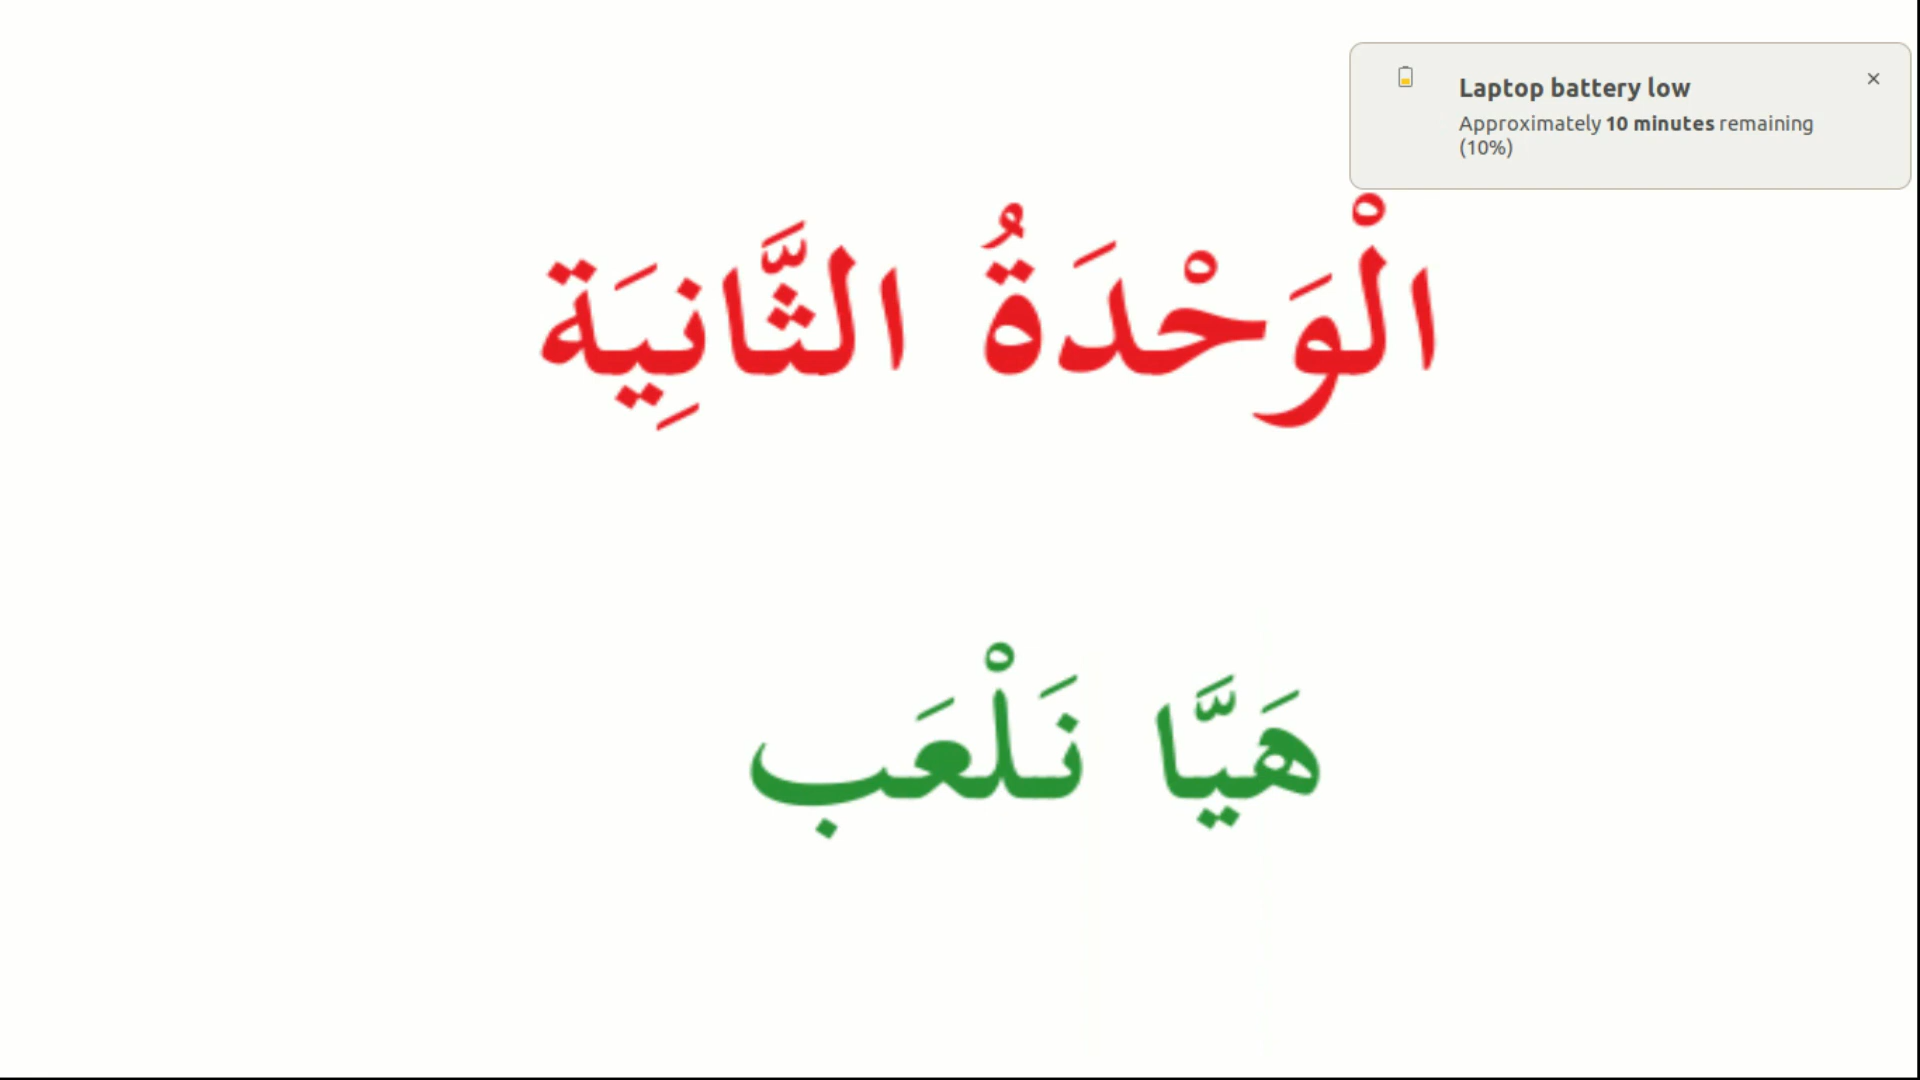 Laptop battery low
Approximately 10 minutes remaining
(10%)
الْوَحْدَةُ الثَّانِيَة
هَيَّا نَلْعَب